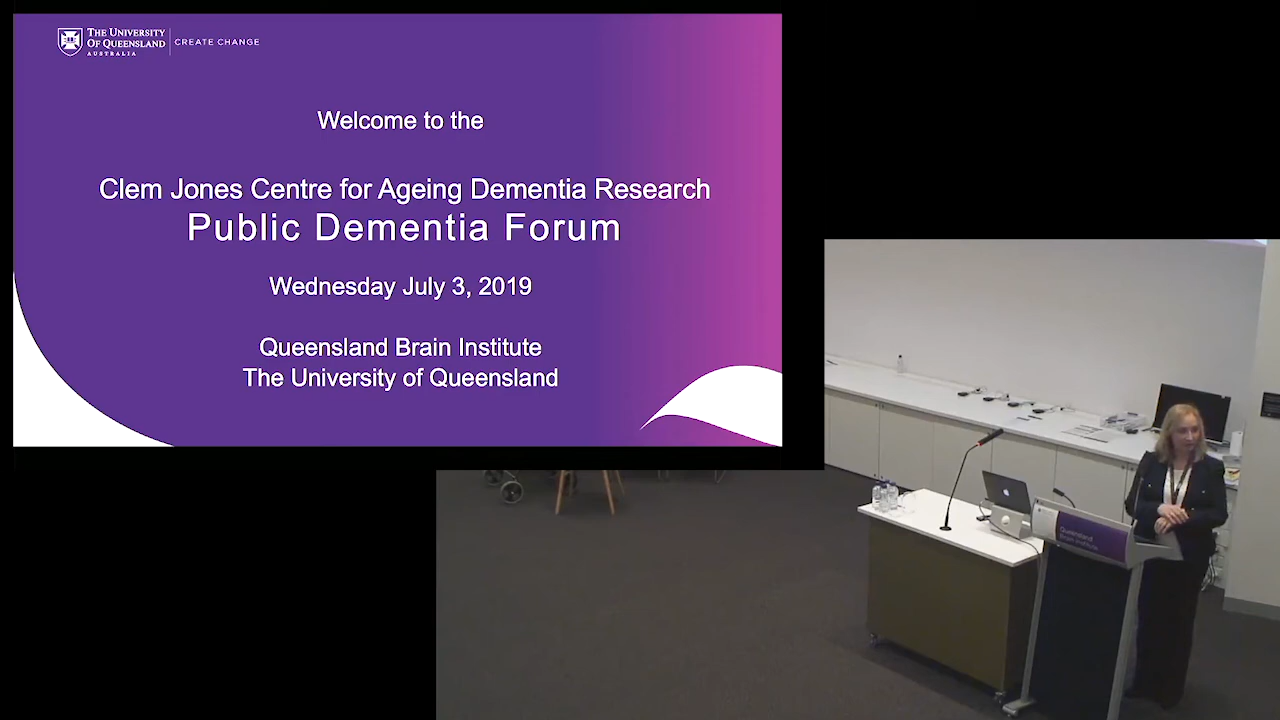 THE UNIVERSITY
OF QUEENSLAND
AUSTRALIA
CREATE CHANGE
Welcome to the
Clem Jones Centre for Ageing Dementia Research
Public Dementia Forum
Wednesday July 3, 2019
Queensland Brain Institute
The University of Queensland
Queensland
Brain Institute